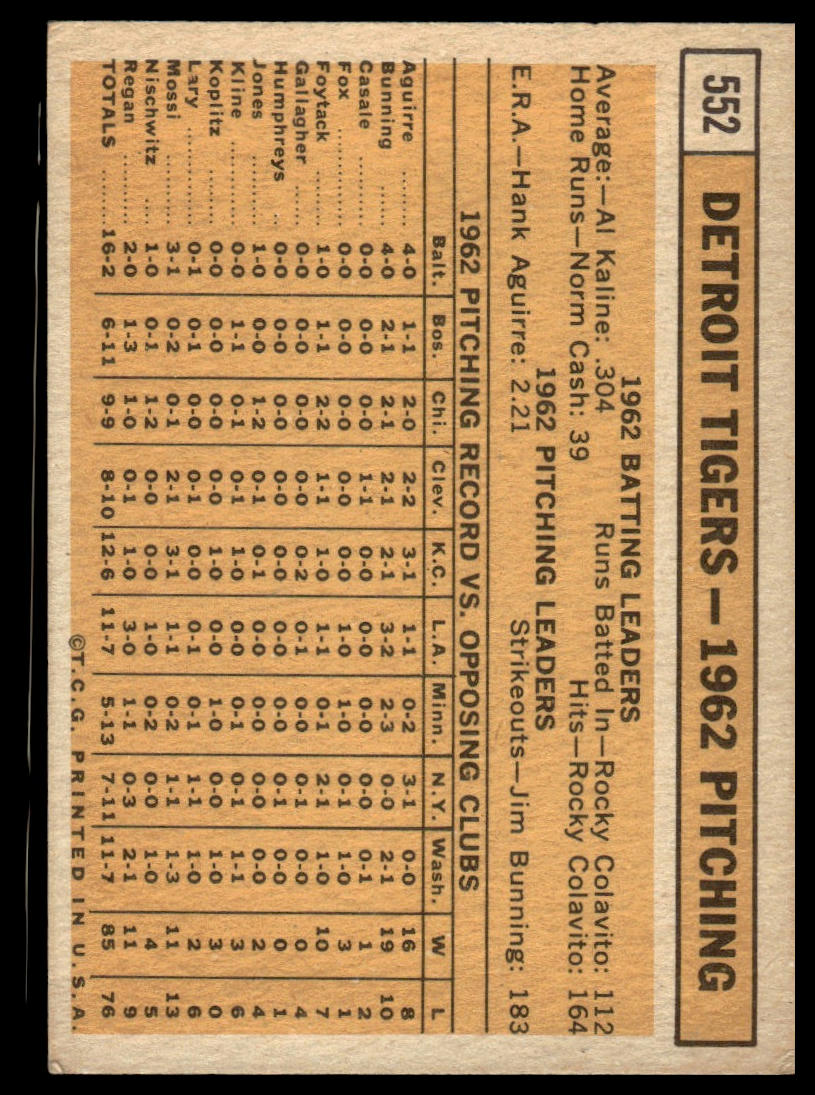 552 DETROIT TIGERS — 1962 PITCHING
1962 BATTING LEADERS
Average:—Al Kaline: .304 Runs Batted In—Rocky Colavito: 112
Home Runs—Norm Cash: 39 Hits—Rocky Colavito: 164
1962 PITCHING LEADERS
E.R.A.—Hank Aguirre: 2.21 Strikeouts—Jim Bunning: 183
1962 PITCHING RECORD VS. OPPOSING CLUBS
Balt. Bos. Chi. Clev. K.C. L.A. Minn. N.Y. Wash. W L
Aguirre ........ 4-0 1-1 2-0 2-2 3-1 1-1 0-2 3-1 0-0 16 8
Bunning ...... 4-0 2-1 2-1 2-1 2-1 3-2 2-3 0-0 2-1 19 10
Casale ......... 0-0 0-0 0-0 1-1 0-0 0-0 0-0 0-0 0-1 1 2
Fox ............. 0-0 0-0 0-0 0-0 0-0 1-0 1-0 0-1 1-0 3 1
Foytack ........ 1-0 1-1 2-2 1-1 1-0 1-1 0-1 2-1 1-0 10 7
Gallagher ...... 0-0 0-0 0-0 0-0 0-2 0-1 0-0 0-1 0-0 0 4
Humphreys .. 0-0 0-0 0-0 0-0 0-0 0-0 0-0 0-1 0-0 0 1
Jones .......... 1-0 0-0 1-2 0-1 0-1 0-0 0-0 0-0 0-0 2 4
Kline ........... 0-0 1-1 0-1 0-1 1-0 0-0 0-1 0-1 1-1 3 6
Koplitz ......... 0-0 0-0 0-0 0-0 1-0 0-0 1-0 0-0 1-0 3 0
Lary ............ 0-1 0-1 0-0 0-1 0-0 0-1 0-1 1-1 1-0 2 6
Mossi .......... 3-1 0-2 0-1 2-1 3-1 1-1 0-2 1-1 1-3 11 13
Nischwitz .... 1-0 0-1 1-2 0-0 0-0 1-0 0-2 0-0 1-0 4 5
Regan ......... 2-0 1-3 1-0 0-1 1-0 3-0 1-1 0-3 2-1 11 9
TOTALS ........ 16-2 6-11 9-9 8-10 12-6 11-7 5-13 7-11 11-7 85 76
©T.C.G. PRINTED IN U.S.A.